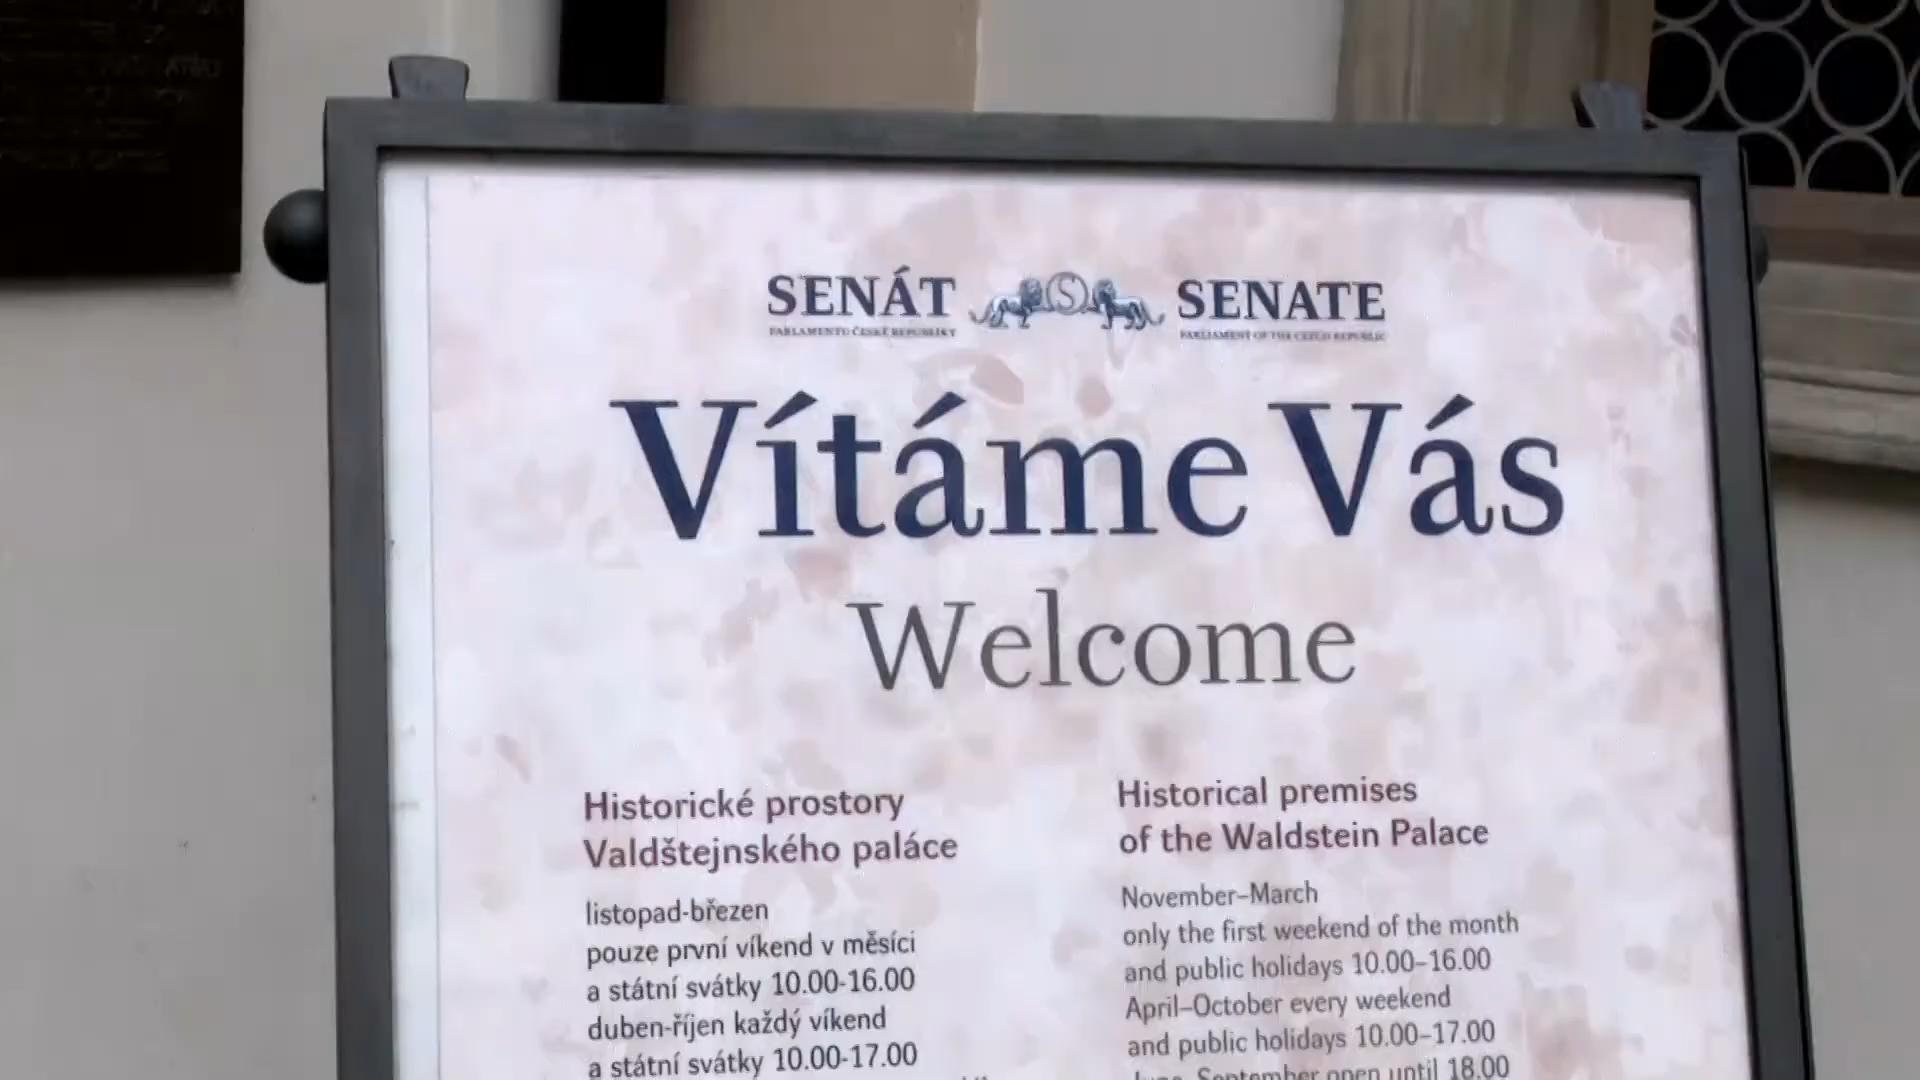 SENÁT
PARLAMENTU ČESKÉ REPUBLIKY
S
SENATE
PARLIAMENT OF THE CZECH REPUBLIC
Vítáme Vás
Welcome
Historické prostory
Valdštejnského paláce
listopad-březen
pouze první víkend v měsíci
a státní svátky 10.00-16.00
duben-říjen každý víkend
a státní svátky 10.00-17.00
Historical premises
of the Waldstein Palace
November–March
only the first weekend of the month
and public holidays 10.00–16.00
April–October every weekend
and public holidays 10.00–17.00
June, September open until 18.00